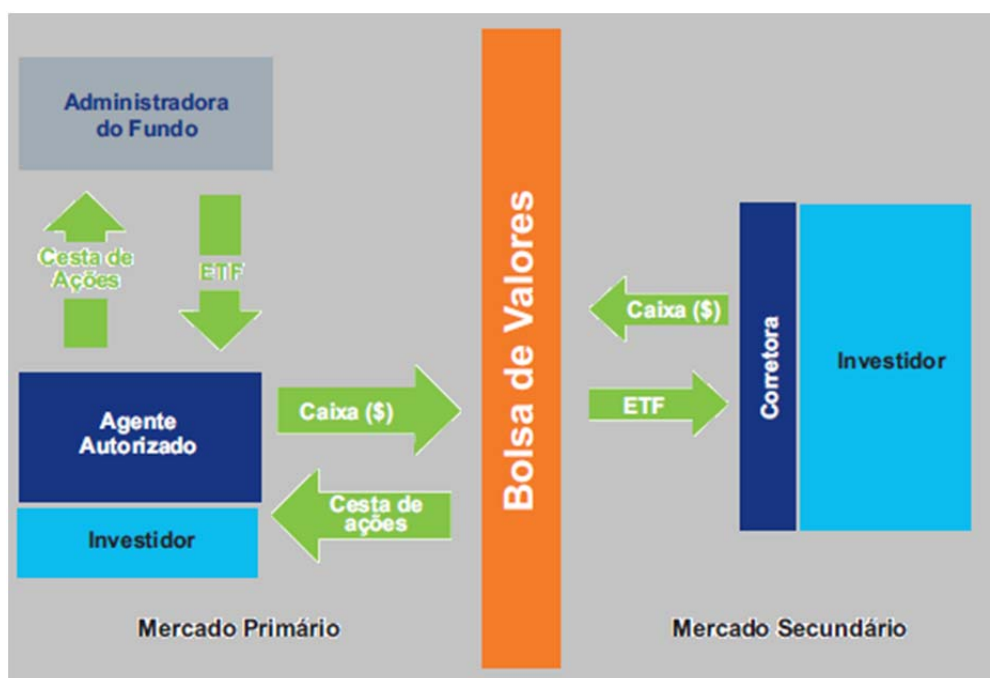 Administradora
do Fundo
Cesta de
Ações
ETF
Agente
Autorizado
Investidor
Caixa ($)
Cesta de
ações
Mercado Primário
Bolsa de Valores
Caixa ($)
ETF
Corretora
Investidor
Mercado Secundário